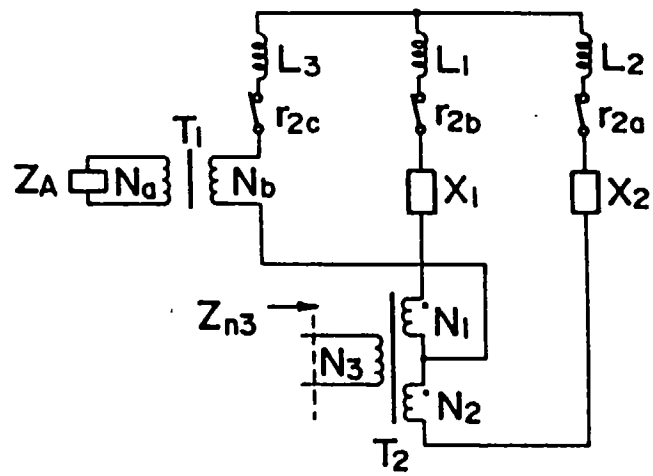 L3 L1 L2
r2c r2b r2a
T1
ZA Na Nb X1 X2
Zn3 N1
N3
N2
T2